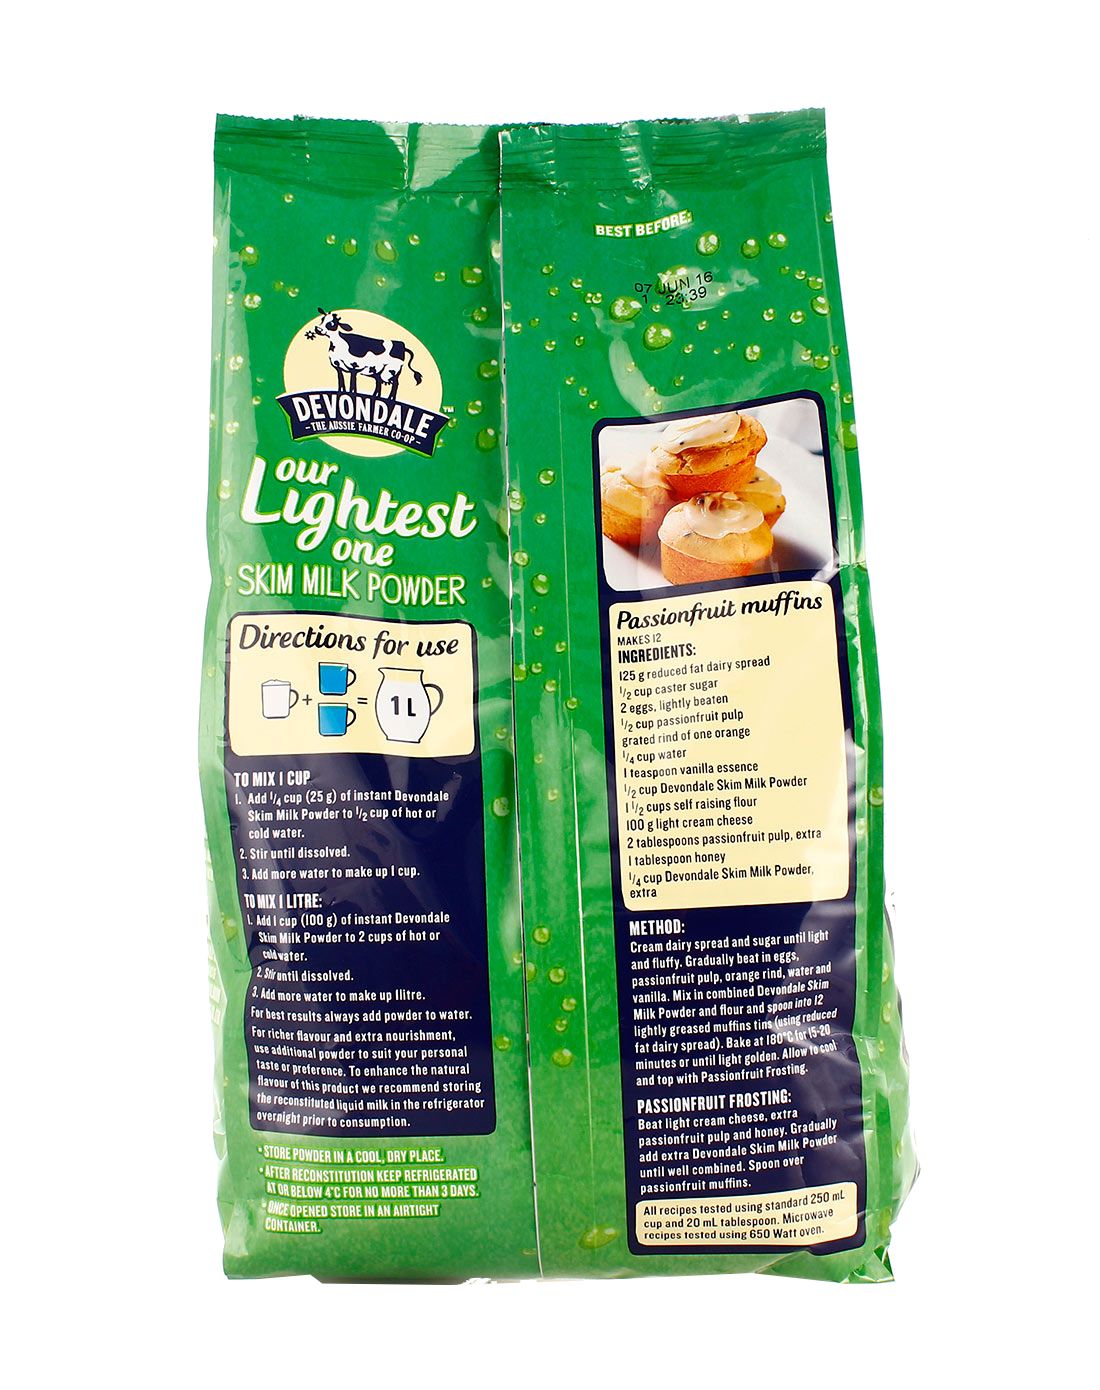 DEVONDALE
TM
- THE AUSSIE FARMER CO-OP -
our
Lightest
one
SKIM MILK POWDER
Directions for use
+ = 1 L
TO MIX 1 CUP
1. Add 1/4 cup (25 g) of instant Devondale
Skim Milk Powder to 1/2 cup of hot or
cold water.
2. Stir until dissolved.
3. Add more water to make up 1 cup.
TO MIX 1 LITRE:
1. Add 1 cup (100 g) of instant Devondale
Skim Milk Powder to 2 cups of hot or
cold water.
2. Stir until dissolved.
3. Add more water to make up 1litre.
For best results always add powder to water.
For richer flavour and extra nourishment,
use additional powder to suit your personal
taste or preference. To enhance the natural
flavour of this product we recommend storing
the reconstituted liquid milk in the refrigerator
overnight prior to consumption.
• STORE POWDER IN A COOL, DRY PLACE.
• AFTER RECONSTITUTION KEEP REFRIGERATED
AT OR BELOW 4°C FOR NO MORE THAN 3 DAYS.
• ONCE OPENED STORE IN AN AIRTIGHT
CONTAINER.
BEST BEFORE:
07 JUN 16
1 23:39
Passionfruit muffins
MAKES 12
INGREDIENTS:
125 g reduced fat dairy spread
1/2 cup caster sugar
2 eggs, lightly beaten
1/2 cup passionfruit pulp
grated rind of one orange
1/4 cup water
1 teaspoon vanilla essence
1/2 cup Devondale Skim Milk Powder
1 1/2 cups self raising flour
100 g light cream cheese
2 tablespoons passionfruit pulp, extra
1 tablespoon honey
1/4 cup Devondale Skim Milk Powder,
extra
METHOD:
Cream dairy spread and sugar until light
and fluffy. Gradually beat in eggs,
passionfruit pulp, orange rind, water and
vanilla. Mix in combined Devondale Skim
Milk Powder and flour and spoon into 12
lightly greased muffins tins (using reduced
fat dairy spread). Bake at 180°C for 15-20
minutes or until light golden. Allow to cool
and top with Passionfruit Frosting.
PASSIONFRUIT FROSTING:
Beat light cream cheese, extra
passionfruit pulp and honey. Gradually
add extra Devondale Skim Milk Powder
until well combined. Spoon over
passionfruit muffins.
All recipes tested using standard 250 mL
cup and 20 mL tablespoon. Microwave
recipes tested using 650 Watt oven.